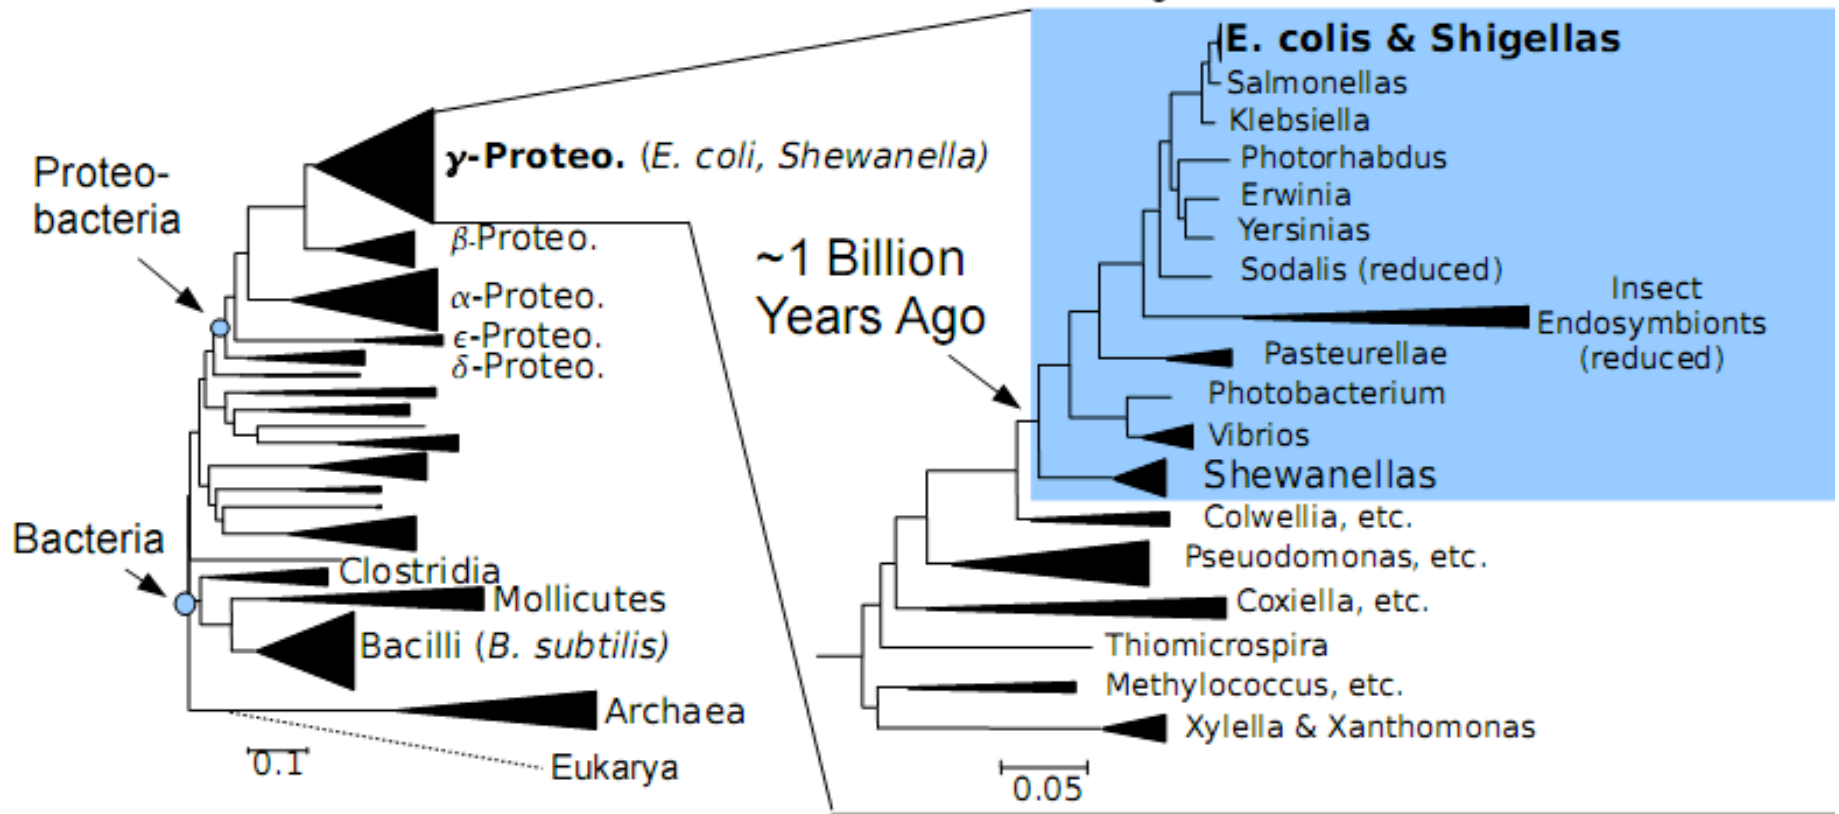 Proteo-
bacteria
γ-Proteo. (E. coli, Shewanella)
β-Proteo.
α-Proteo.
ϵ-Proteo.
δ-Proteo.
Bacteria
Clostridia
Mollicutes
Bacilli (B. subtilis)
Archaea
Eukarya
0.1
~1 Billion
Years Ago
E. colis & Shigellas
Salmonellas
Klebsiella
Photorhabdus
Erwinia
Yersinias
Sodalis (reduced)
Insect
Endosymbionts
(reduced)
Pasteurellae
Photobacterium
Vibrios
Shewanellas
Colwellia, etc.
Pseudomonas, etc.
Coxiella, etc.
Thiomicrospira
Methylococcus, etc.
Xylella & Xanthomonas
0.05